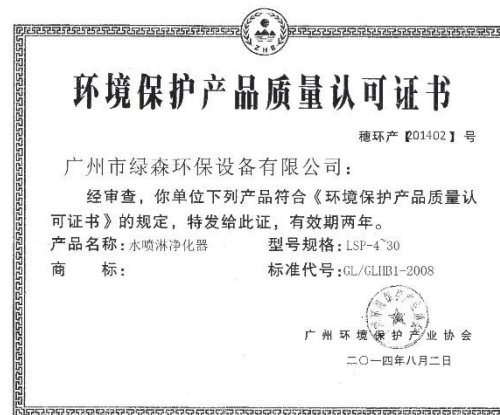 ZHB
环境保护产品质量认可证书
穗环产【201402】号
广州市绿森环保设备有限公司：
经审查，你单位下列产品符合《环境保护产品质量认
可证书》的规定，特发给此证，有效期两年。
产品名称：水喷淋净化器 型号规格：LSP-4~30
商 标： 标准代号：GL/GLHB1-2008
广州环境保护产业协会
二〇一四年八月二日